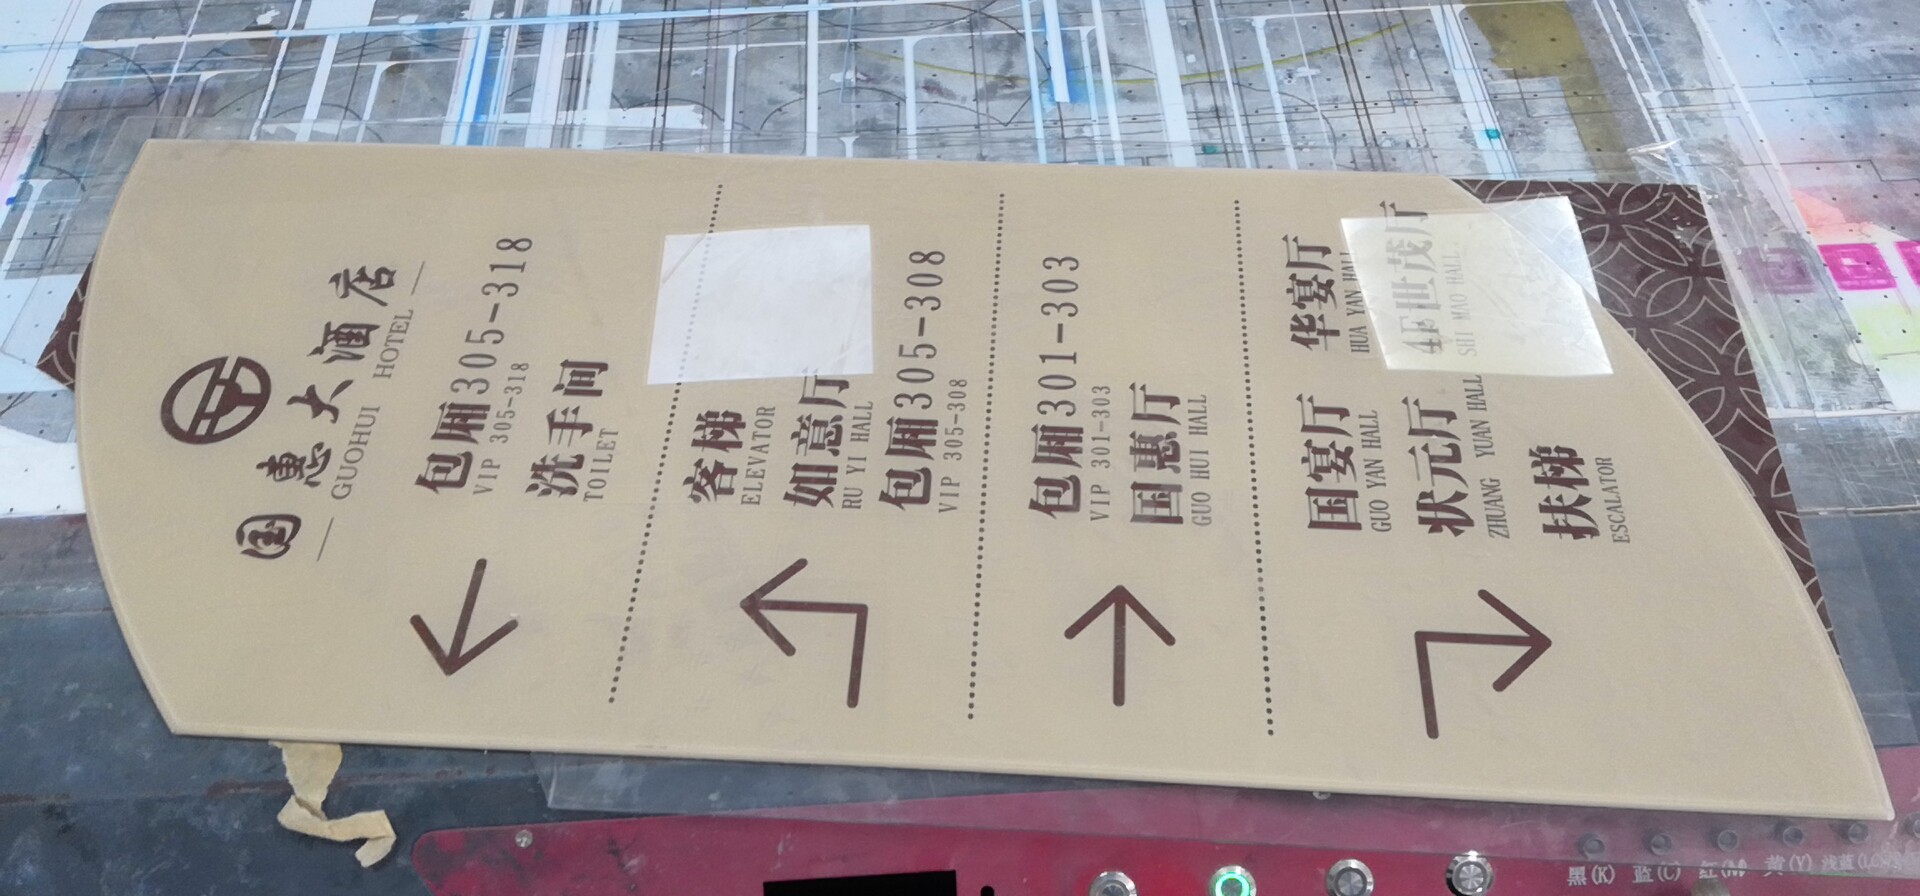 国惠大酒店
GUOHUI HOTEL
包厢305-318
VIP 305-318
洗手间
TOILET
客梯
ELEVATOR
如意厅
RU YI HALL
包厢305-308
VIP 305-308
包厢301-303
VIP 301-303
国惠厅
GUO HUI HALL
国宴厅 华宴厅
GUO YAN HALL HUA YAN HALL
状元厅 4F世茂厅
ZHUANG YUAN HALL SHI MAO HALL
扶梯
ESCALATOR
黑(K) 蓝(C) 红(M) 黄(Y)